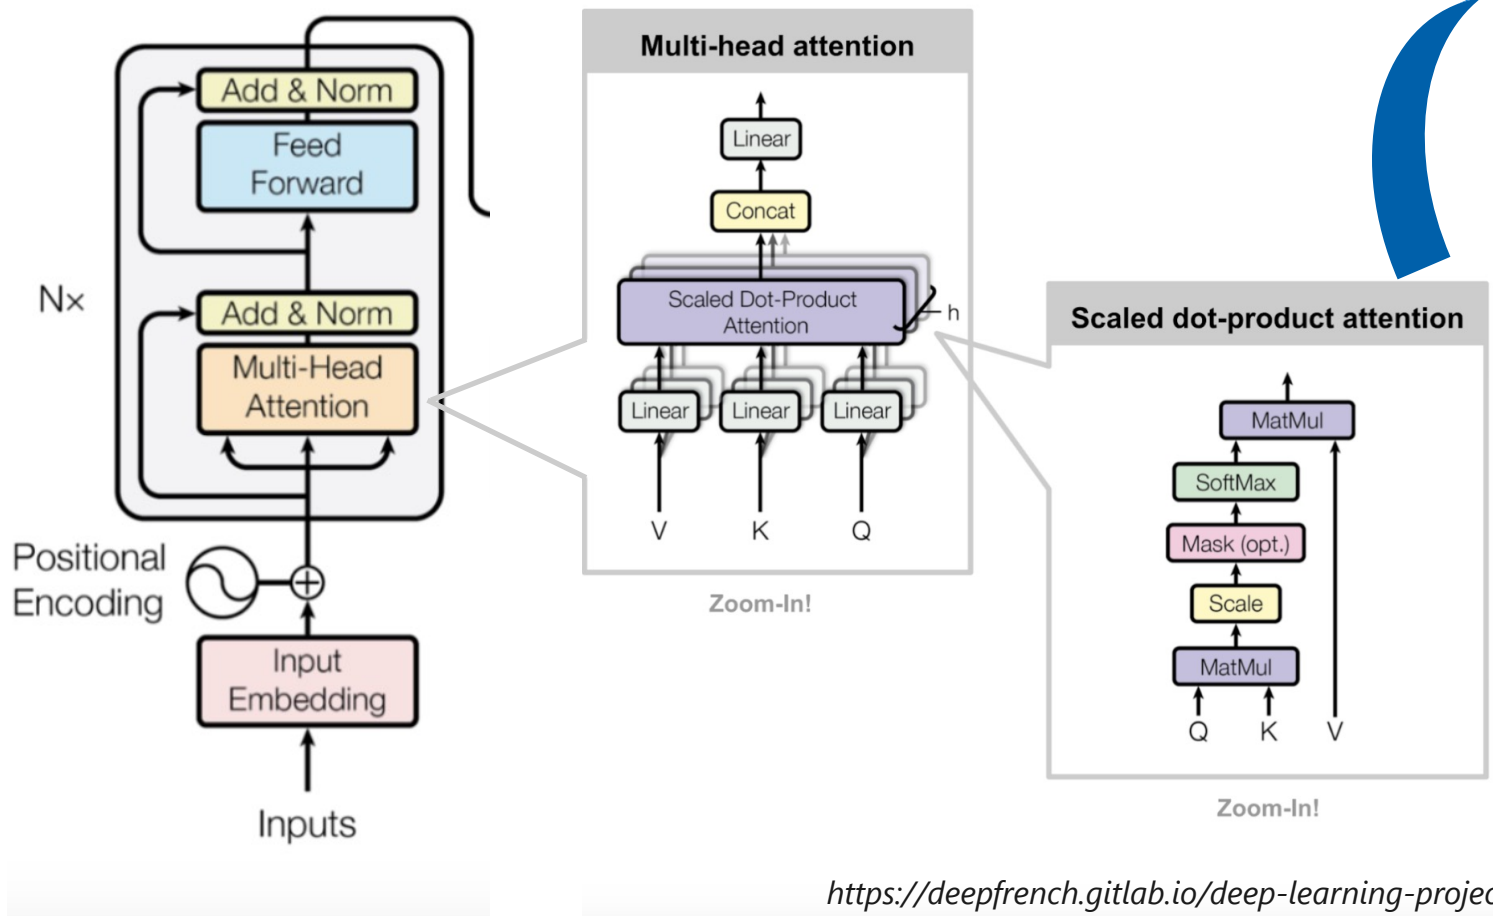 Add & Norm
Feed
Forward
Nx
Add & Norm
Multi-Head
Attention
Positional
Encoding
Input
Embedding
Inputs
Multi-head attention
Linear
Concat
Scaled Dot-Product
Attention
h
Linear
Linear
Linear
V
K
Q
Zoom-In!
Scaled dot-product attention
MatMul
SoftMax
Mask (opt.)
Scale
MatMul
Q
K
V
Zoom-In!
https://deepfrench.gitlab.io/deep-learning-projec